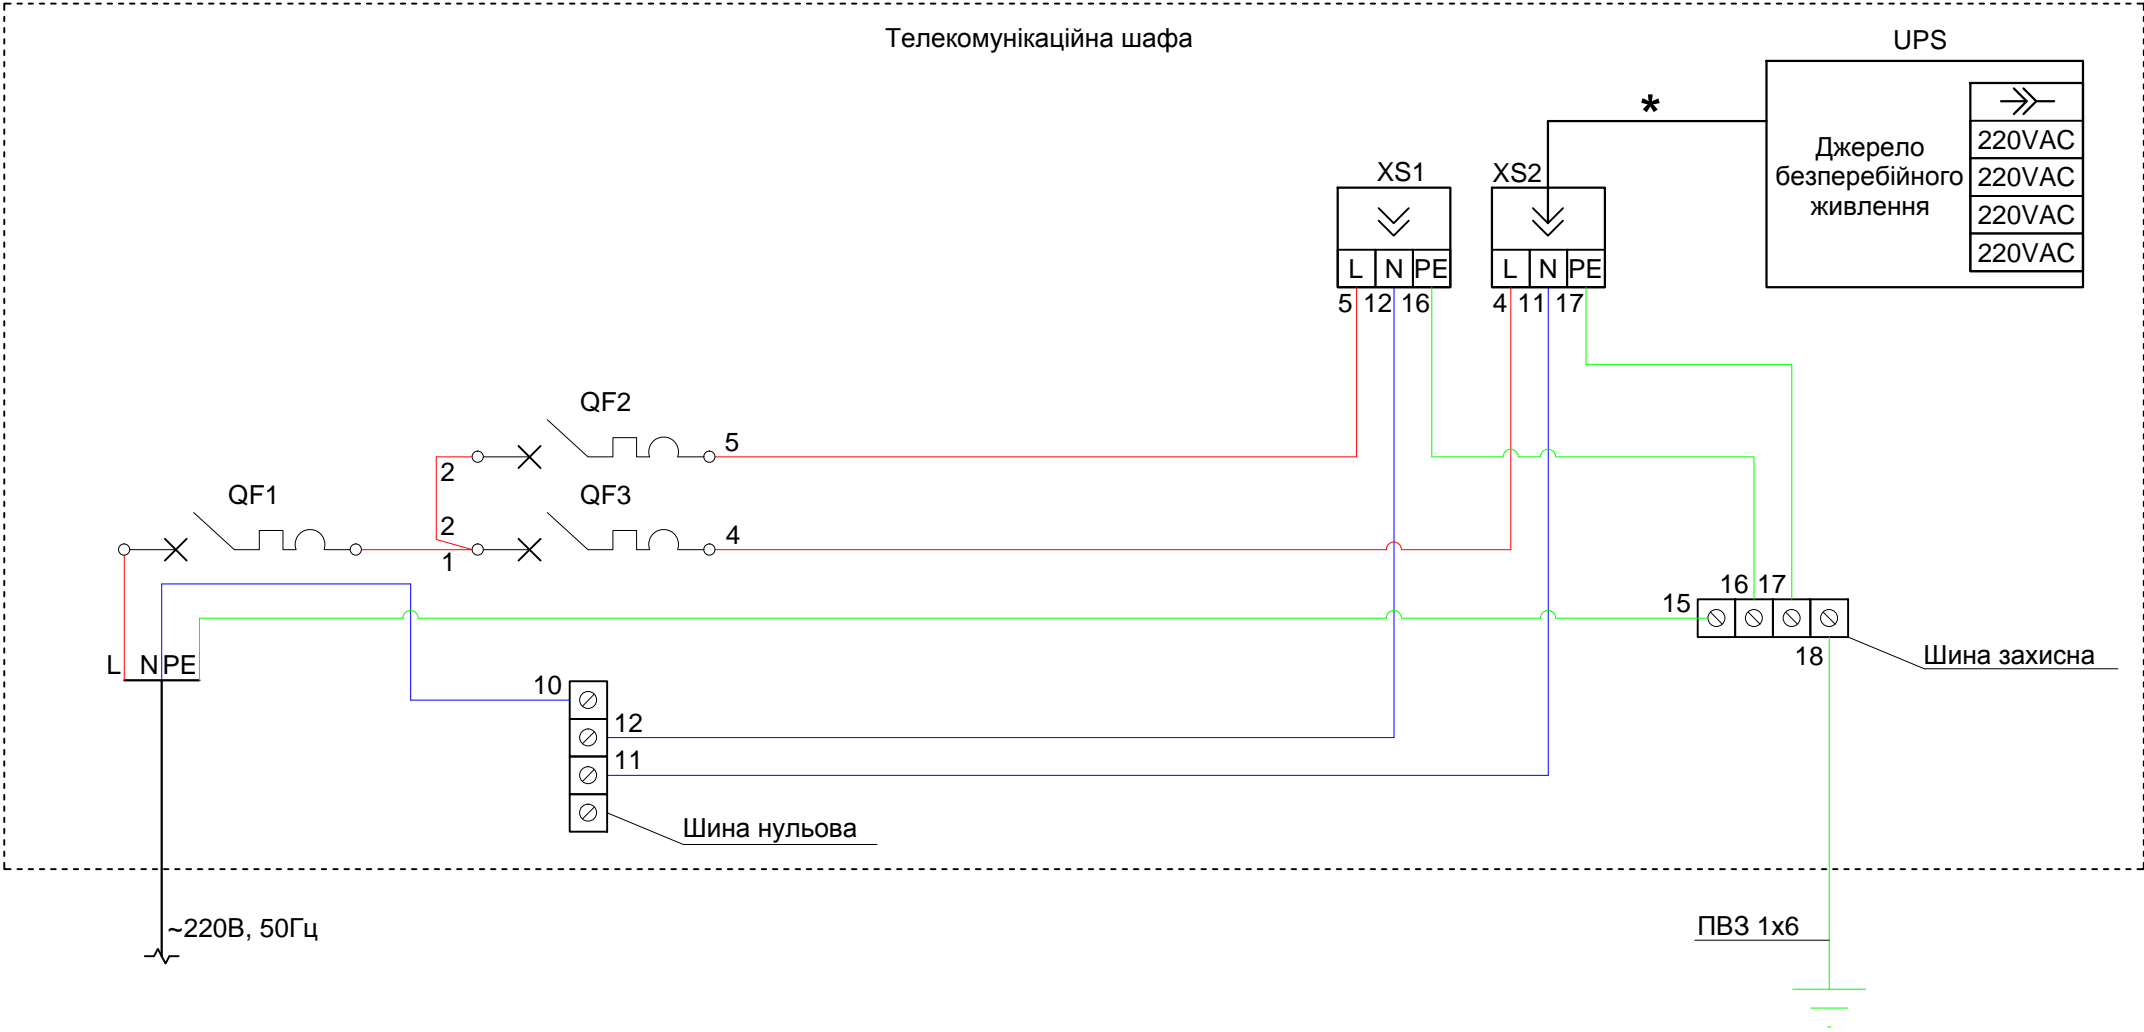 Телекомунікаційна шафа
UPS
*
Джерело
безперебійного
живлення
220VAC
220VAC
220VAC
220VAC
XS1
XS2
L N PE
L N PE
5 12 16
4 11 17
QF2
5
2
QF1
QF3
2
4
1
16 17
15
L N PE
18
Шина захисна
10
12
11
Шина нульова
~220В, 50Гц
ПВЗ 1х6